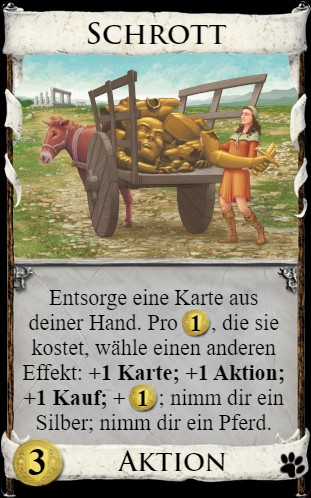 Schrott
Entsorge eine Karte aus
deiner Hand. Pro 1, die sie
kostet, wähle einen anderen
Effekt: +1 Karte; +1 Aktion;
+1 Kauf; + 1; nimm dir ein
Silber; nimm dir ein Pferd.
3 Aktion